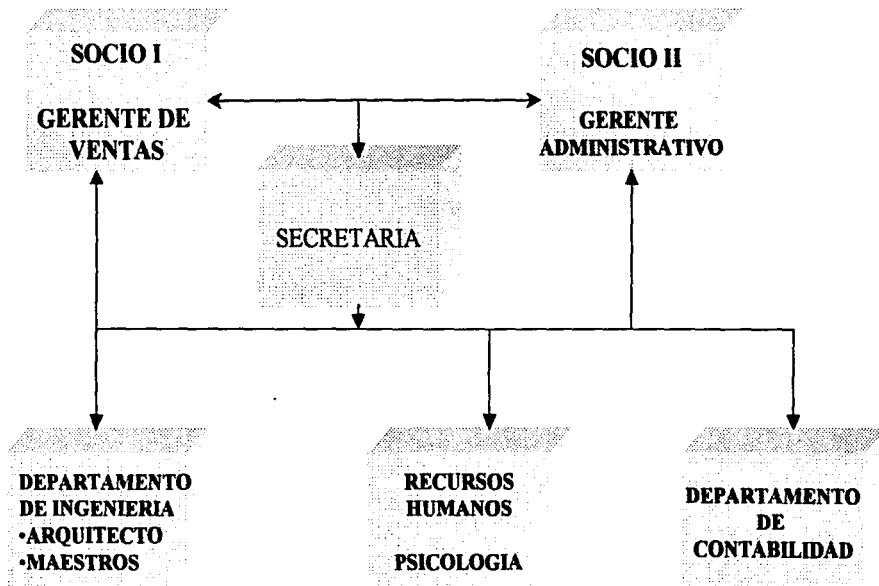 SOCIO I
GERENTE DE
VENTAS
SOCIO II
GERENTE
ADMINISTRATIVO
SECRETARIA
DEPARTAMENTO
DE INGENIERIA
•ARQUITECTO
•MAESTROS
RECURSOS
HUMANOS
PSICOLOGIA
DEPARTAMENTO
DE
CONTABILIDAD